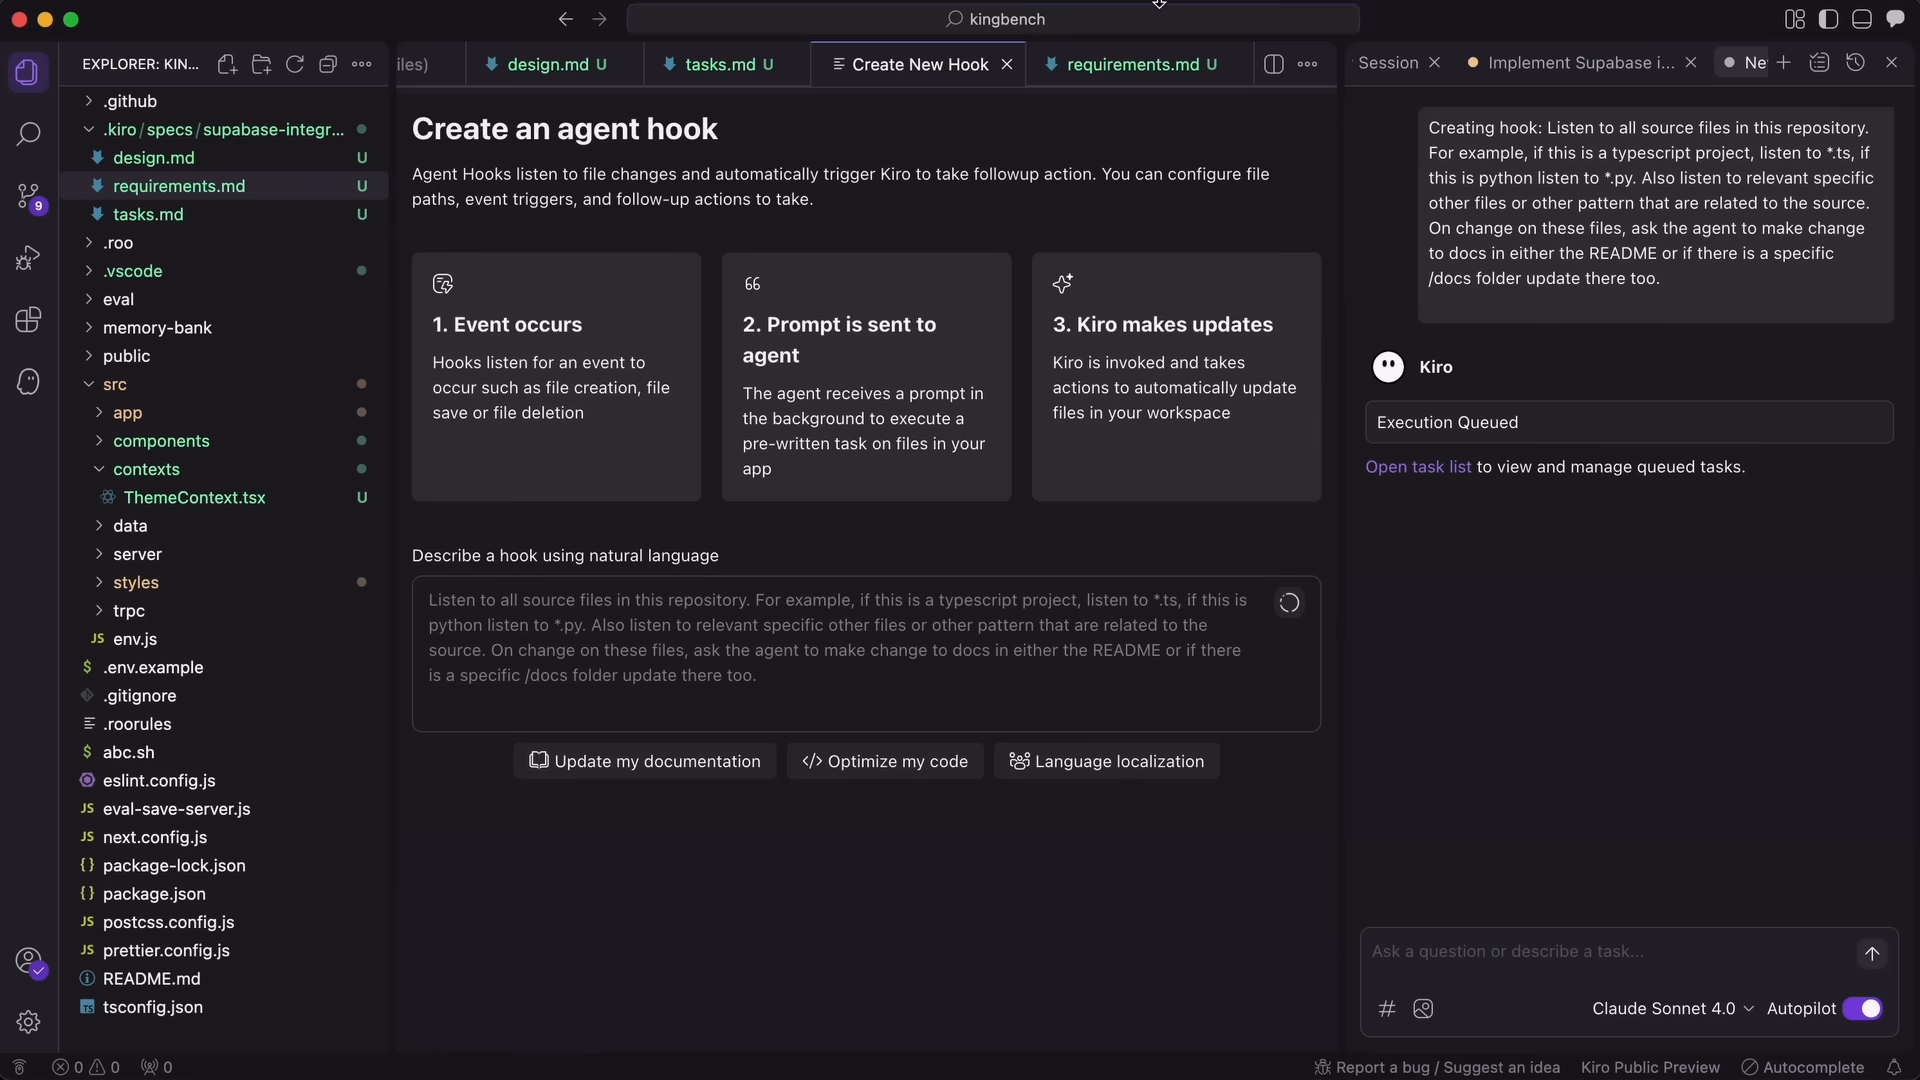 kingbench
EXPLORER: KIN...
.github
.kiro / specs / supabase-integr...
design.md U
requirements.md U
tasks.md U
.roo
.vscode
eval
memory-bank
public
src
app
components
contexts
ThemeContext.tsx U
data
server
styles
trpc
JS env.js
$ .env.example
.gitignore
.roorules
$ abc.sh
eslint.config.js
JS eval-save-server.js
JS next.config.js
{} package-lock.json
{} package.json
JS postcss.config.js
JS prettier.config.js
README.md
TS tsconfig.json
9
iles)
design.md U
tasks.md U
Create New Hook
requirements.md U
Create an agent hook
Agent Hooks listen to file changes and automatically trigger Kiro to take followup action. You can configure file
paths, event triggers, and follow-up actions to take.
1. Event occurs
Hooks listen for an event to
occur such as file creation, file
save or file deletion
2. Prompt is sent to
agent
The agent receives a prompt in
the background to execute a
pre-written task on files in your
app
3. Kiro makes updates
Kiro is invoked and takes
actions to automatically update
files in your workspace
Describe a hook using natural language
Listen to all source files in this repository. For example, if this is a typescript project, listen to *.ts, if this is
python listen to *.py. Also listen to relevant specific other files or other pattern that are related to the
source. On change on these files, ask the agent to make change to docs in either the README or if there
is a specific /docs folder update there too.
Update my documentation
</> Optimize my code
Language localization
Session
Implement Supabase i...
Ne
Creating hook: Listen to all source files in this repository.
For example, if this is a typescript project, listen to *.ts, if
this is python listen to *.py. Also listen to relevant specific
other files or other pattern that are related to the source.
On change on these files, ask the agent to make change
to docs in either the README or if there is a specific
/docs folder update there too.
Kiro
Execution Queued
Open task list to view and manage queued tasks.
Ask a question or describe a task...
#
Claude Sonnet 4.0
Autopilot
0
0
0
Report a bug / Suggest an idea
Kiro Public Preview
Autocomplete